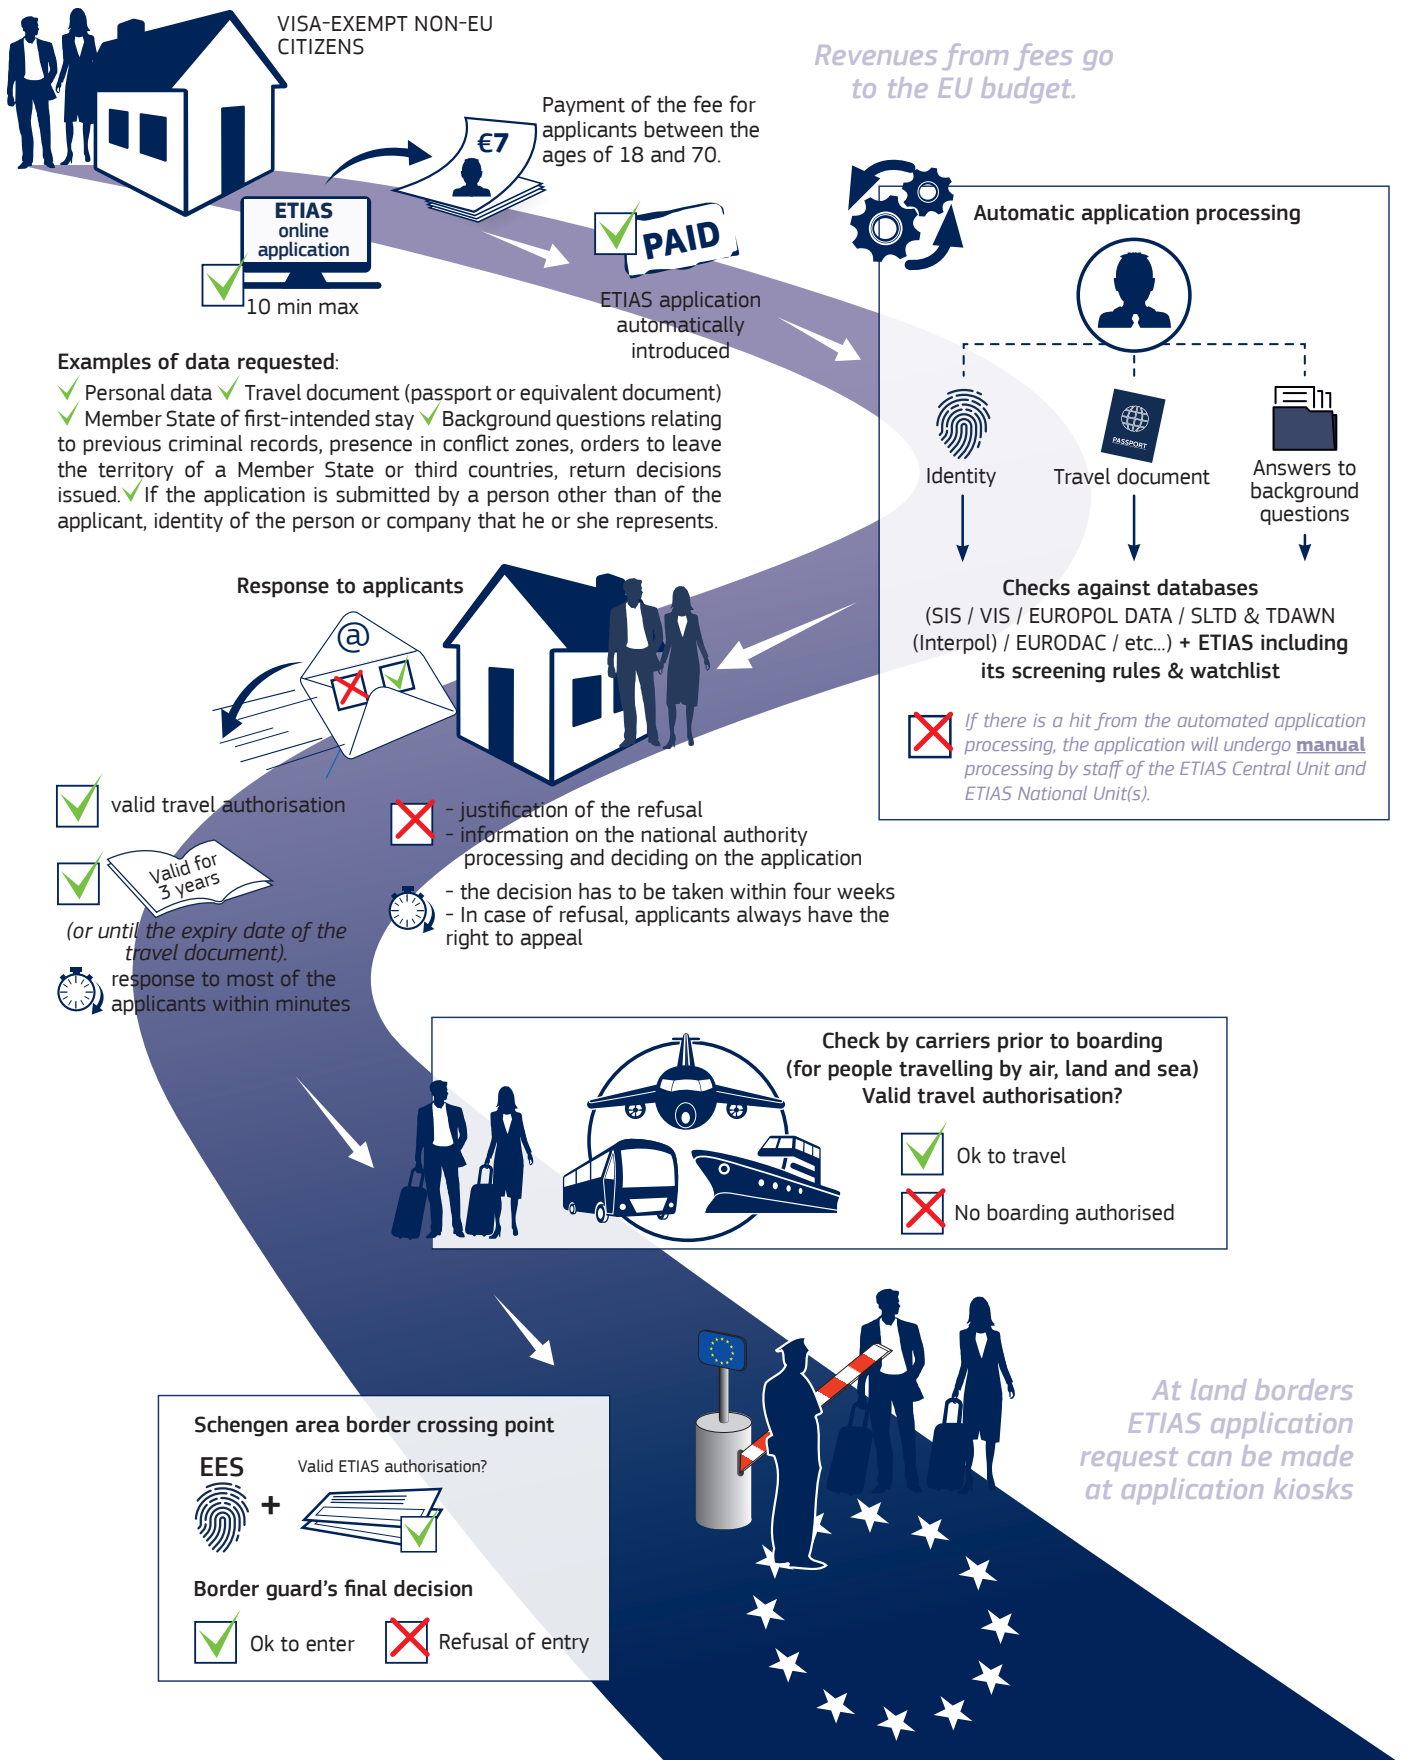 VISA-EXEMPT NON-EU
CITIZENS
Revenues from fees go
to the EU budget.
Payment of the fee for
applicants between the
ages of 18 and 70.
€7
ETIAS
online
application
10 min max
PAID
ETIAS application
automatically
introduced
Examples of data requested:
Personal data Travel document (passport or equivalent document)
Member State of first-intended stay Background questions relating
to previous criminal records, presence in conflict zones, orders to leave
the territory of a Member State or third countries, return decisions
issued. If the application is submitted by a person other than of the
applicant, identity of the person or company that he or she represents.
Automatic application processing
PASSPORT
Identity
Travel document
Answers to
background
questions
Checks against databases
(SIS / VIS / EUROPOL DATA / SLTD & TDAWN
(Interpol) / EURODAC / etc...) + ETIAS including
its screening rules & watchlist
If there is a hit from the automated application
processing, the application will undergo manual
processing by staff of the ETIAS Central Unit and
ETIAS National Unit(s).
Response to applicants
@
valid travel authorisation
Valid for
3 years
(or until the expiry date of the
travel document).
response to most of the
applicants within minutes
- justification of the refusal
- information on the national authority
processing and deciding on the application
- the decision has to be taken within four weeks
- In case of refusal, applicants always have the
right to appeal
Check by carriers prior to boarding
(for people travelling by air, land and sea)
Valid travel authorisation?
Ok to travel
No boarding authorised
At land borders
ETIAS application
request can be made
at application kiosks
Schengen area border crossing point
EES
Valid ETIAS authorisation?
+
Border guard's final decision
Ok to enter
Refusal of entry